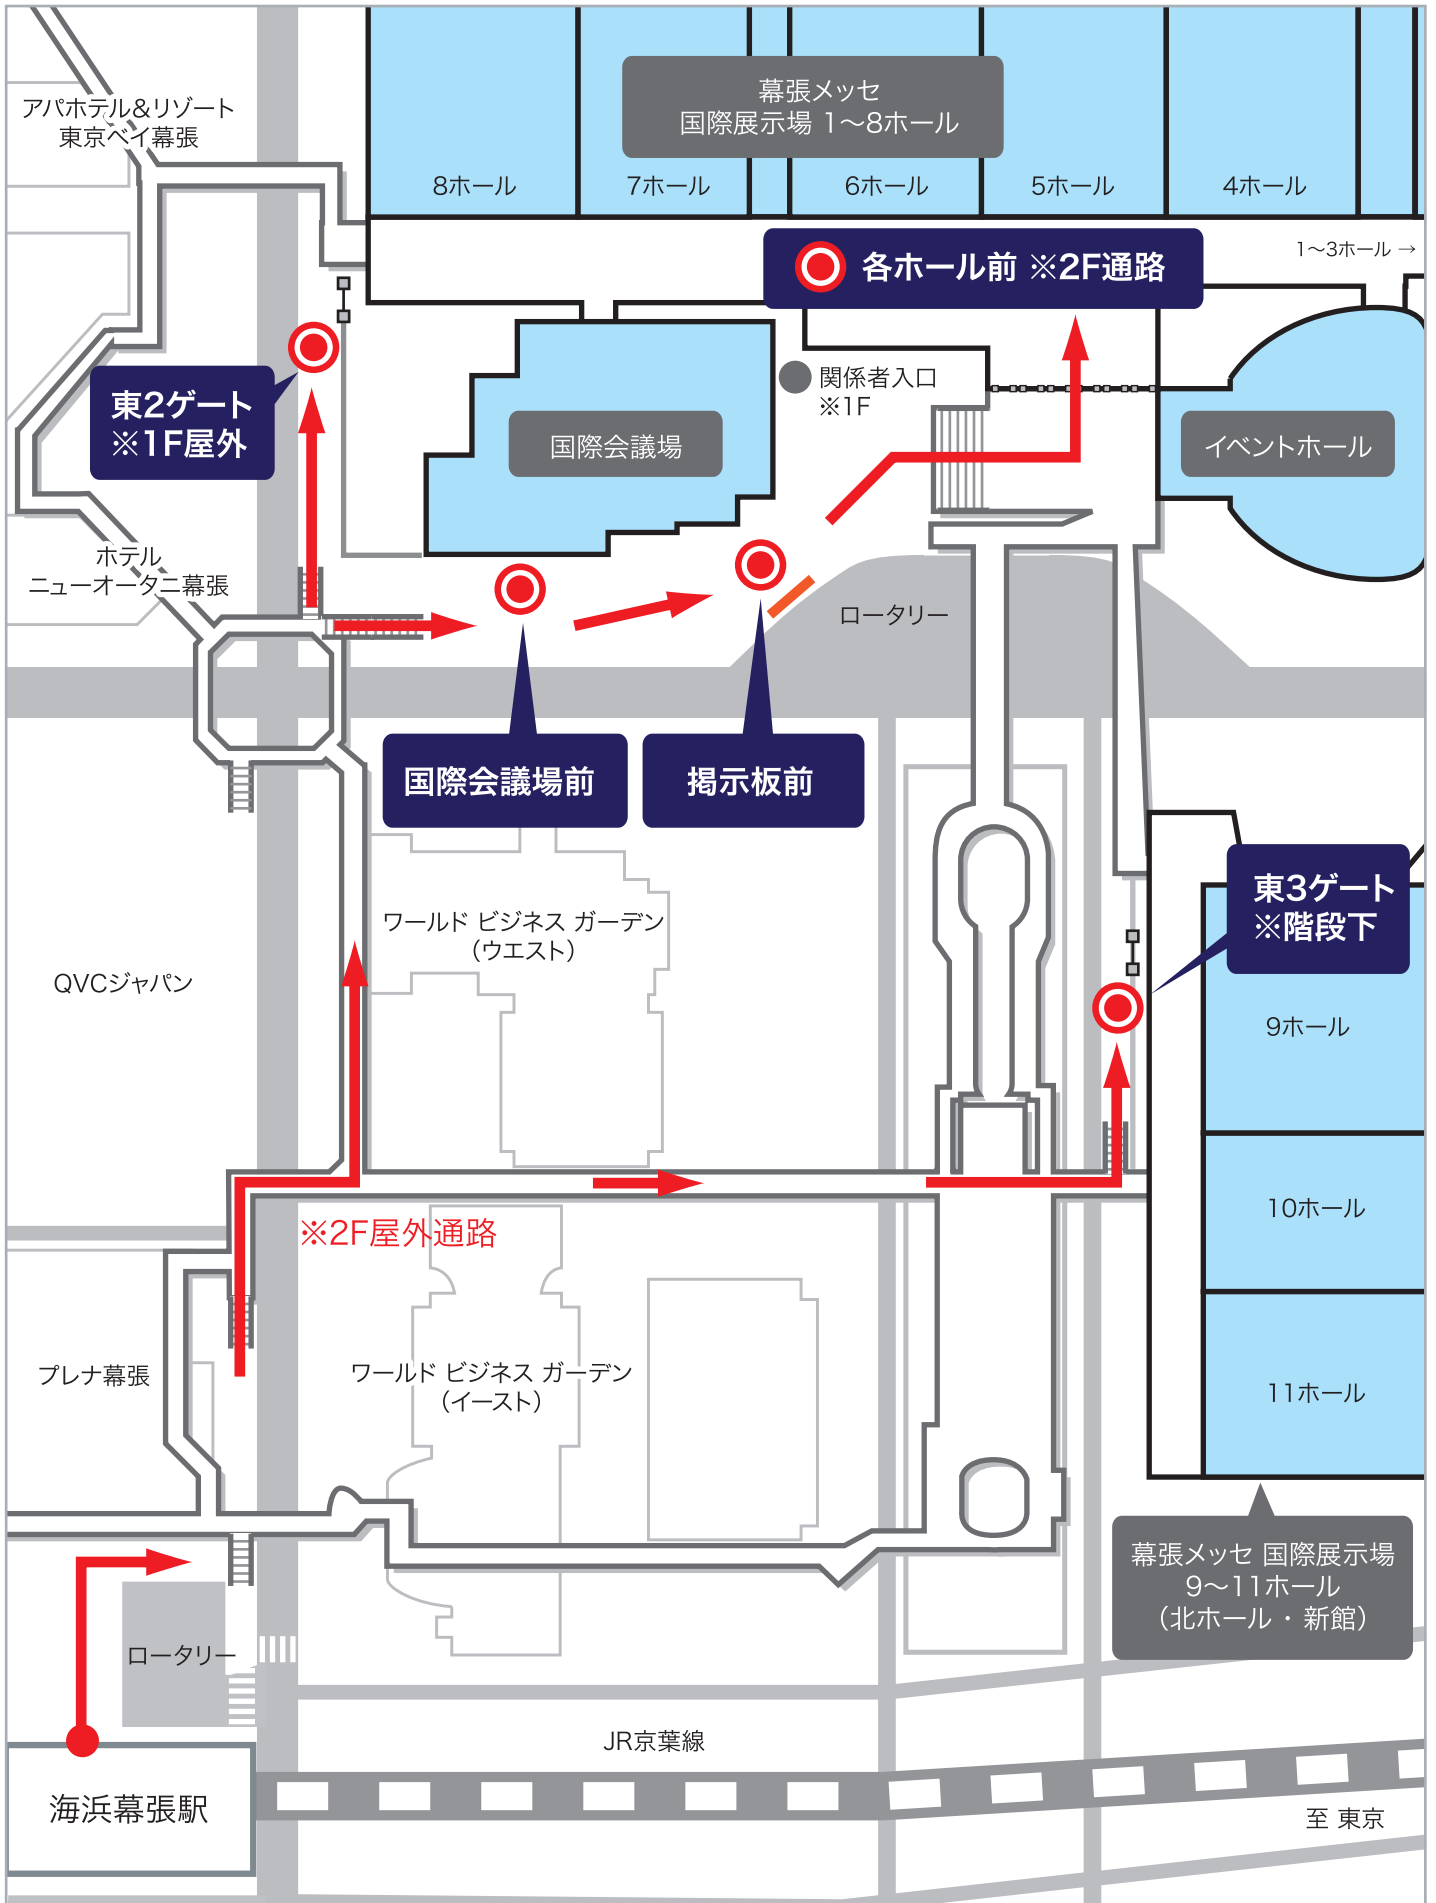 アパホテル&リゾート
東京ベイ幕張
幕張メッセ
国際展示場 1〜8ホール
8ホール
7ホール
6ホール
5ホール
4ホール
1〜3ホール →
各ホール前 ※2F通路
関係者入口
※1F
東2ゲート
※1F屋外
国際会議場
イベントホール
ホテル
ニューオータニ幕張
ロータリー
国際会議場前
掲示板前
東3ゲート
※階段下
ワールド ビジネス ガーデン
(ウエスト)
QVCジャパン
9ホール
10ホール
※2F屋外通路
プレナ幕張
ワールド ビジネス ガーデン
(イースト)
11ホール
幕張メッセ 国際展示場
9〜11ホール
(北ホール・新館)
ロータリー
JR京葉線
海浜幕張駅
至 東京